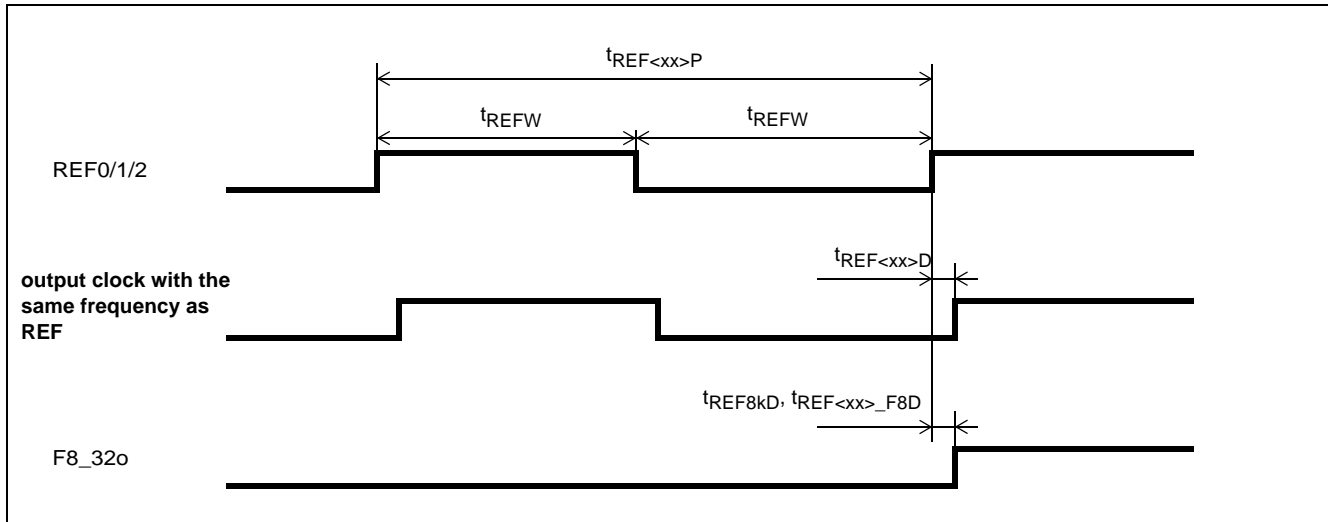 tREF<xx>P
tREFW
tREFW
REF0/1/2
tREF<xx>D
output clock with the
same frequency as
REF
tREF8kD, tREF<xx>_F8D
F8_32o